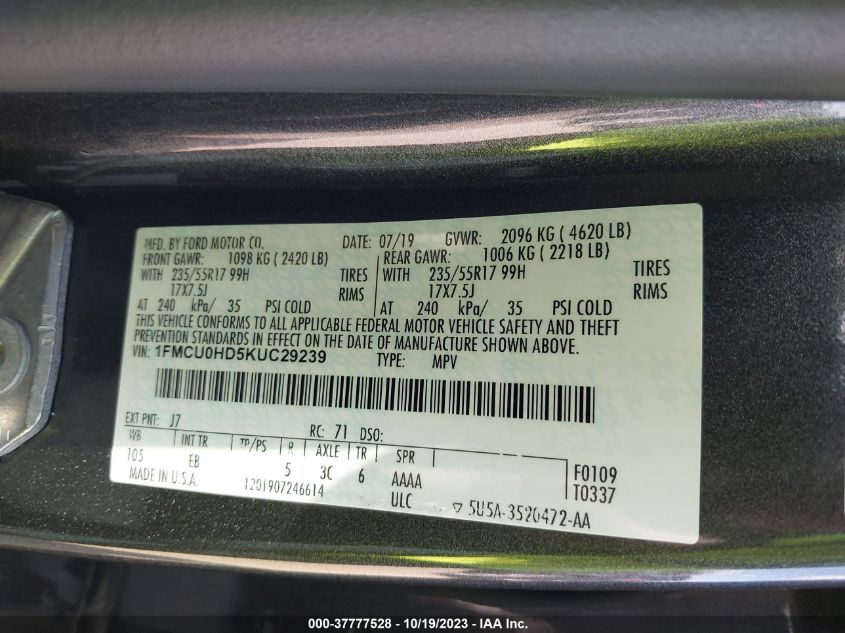 MFD. BY FORD MOTOR CO. DATE: 07/19 GVWR: 2096 KG ( 4620 LB)
FRONT GAWR: 1098 KG ( 2420 LB) REAR GAWR: 1006 KG ( 2218 LB)
WITH 235/55R17 99H TIRES WITH 235/55R17 99H TIRES
17X7.5J RIMS 17X7.5J RIMS
AT 240 kPa/ 35 PSI COLD AT 240 kPa/ 35 PSI COLD
THIS VEHICLE CONFORMS TO ALL APPLICABLE FEDERAL MOTOR VEHICLE SAFETY AND THEFT
PREVENTION STANDARDS IN EFFECT ON THE DATE OF MANUFACTURE SHOWN ABOVE.
VIN: 1FMCU0HD5KUC29239 TYPE: MPV
EXT PNT: J7 RC: 71 DSO:
WB INT TR TP/PS R AXLE TR SPR
105 EB 5 3C 6 AAAA F0109
MADE IN U.S.A. 1201907246614 ULC T0337
▽ 5U5A-3520472-AA
000-37777528 - 10/19/2023 - IAA Inc.